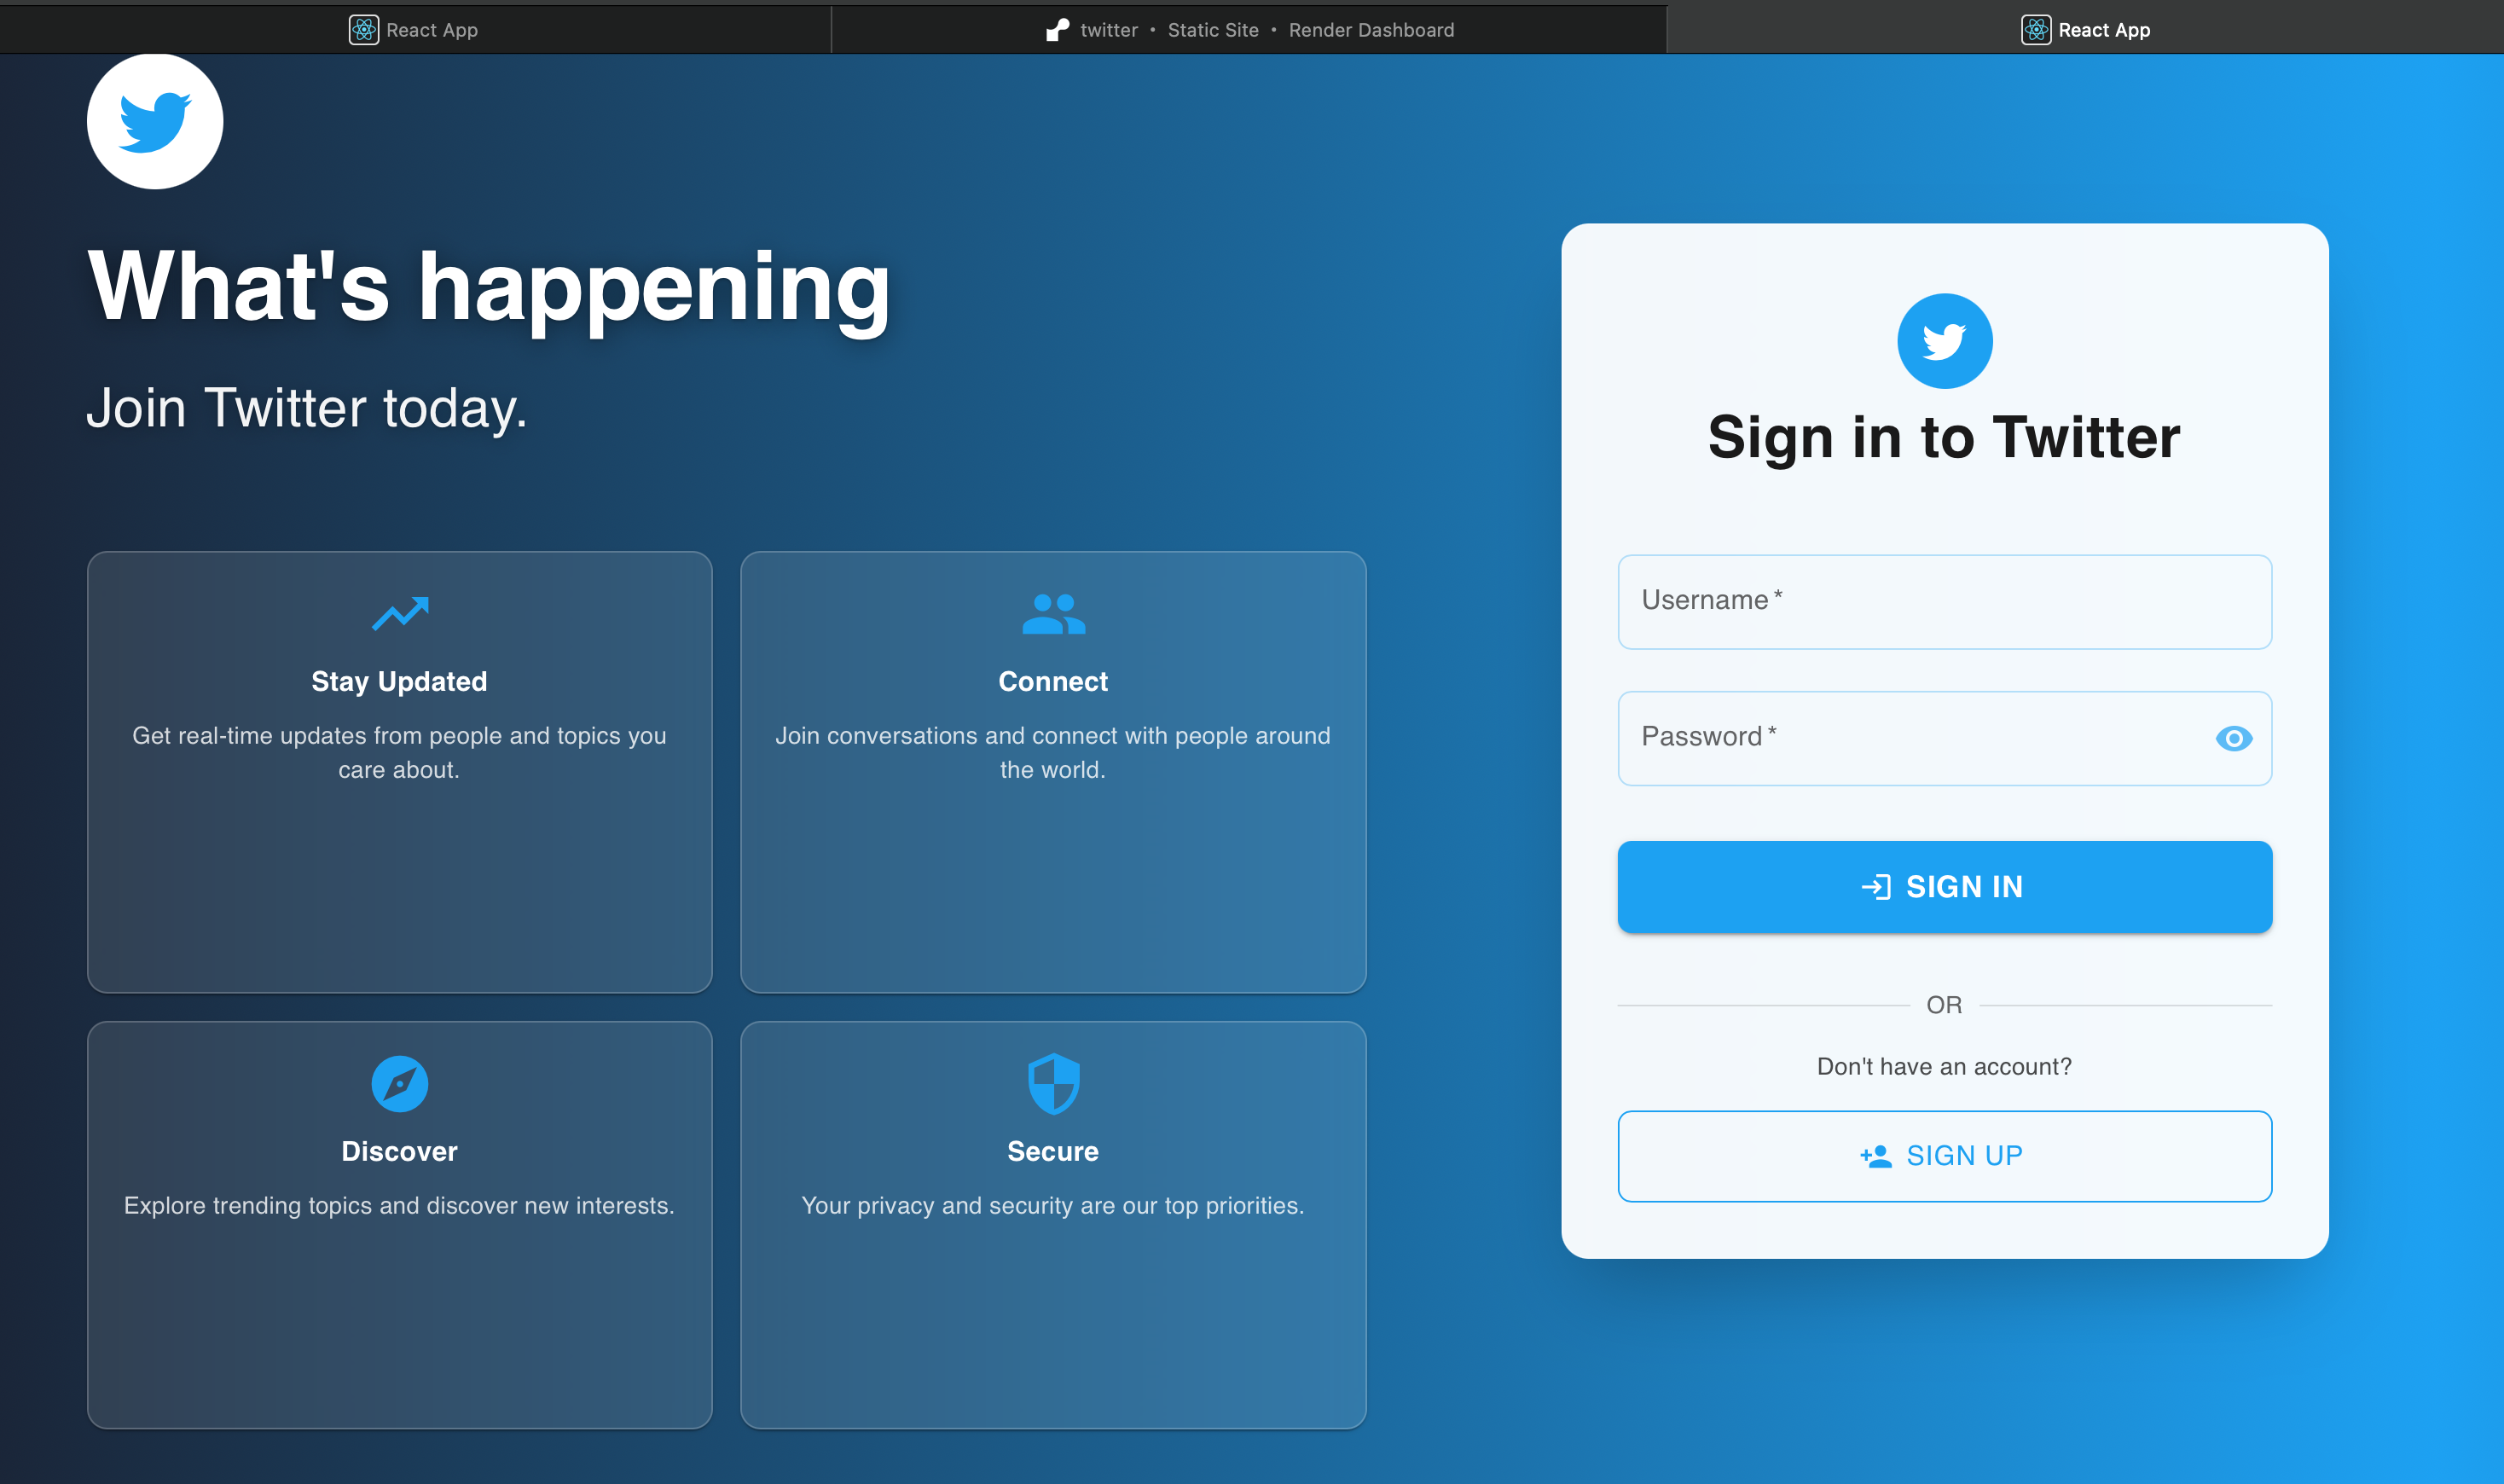 React App
twitter • Static Site • Render Dashboard
React App
What's happening
Join Twitter today.
Stay Updated
Get real-time updates from people and topics you
care about.
Connect
Join conversations and connect with people around
the world.
Discover
Explore trending topics and discover new interests.
Secure
Your privacy and security are our top priorities.
Sign in to Twitter
Username *
Password *
SIGN IN
OR
Don't have an account?
SIGN UP